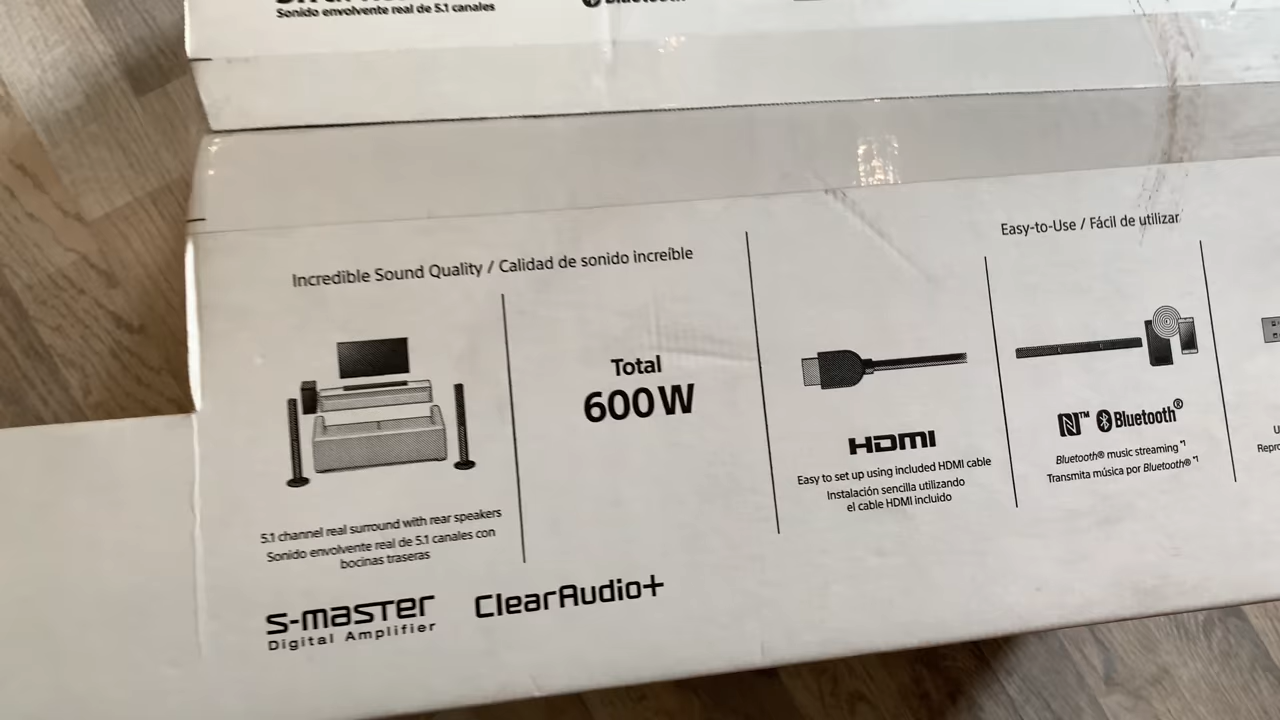 Sonido envolvente real de 5.1 canales
Bluetooth
Incredible Sound Quality / Calidad de sonido increíble
5.1 channel real surround with rear speakers
Sonido envolvente real de 5.1 canales con
bocinas traseras
Total
600W
S-master
Digital Amplifier
ClearAudio+
Easy-to-Use / Fácil de utilizar
HDMI
Easy to set up using included HDMI cable
Instalación sencilla utilizando
el cable HDMI incluido
N™ Bluetooth®
Bluetooth® music streaming *1
Transmita música por Bluetooth® *1